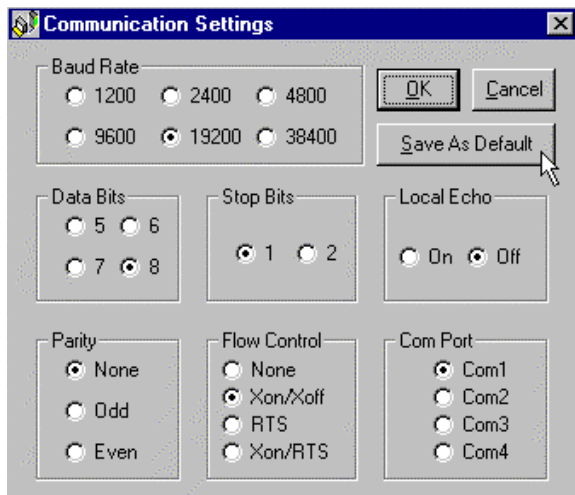 Communication Settings
Baud Rate
1200 2400 4800
9600 19200 38400
OK Cancel
Save As Default
Data Bits
5 6
7 8
Stop Bits
1 2
Local Echo
On Off
Parity
None
Odd
Even
Flow Control
None
Xon/Xoff
RTS
Xon/RTS
Com Port
Com1
Com2
Com3
Com4